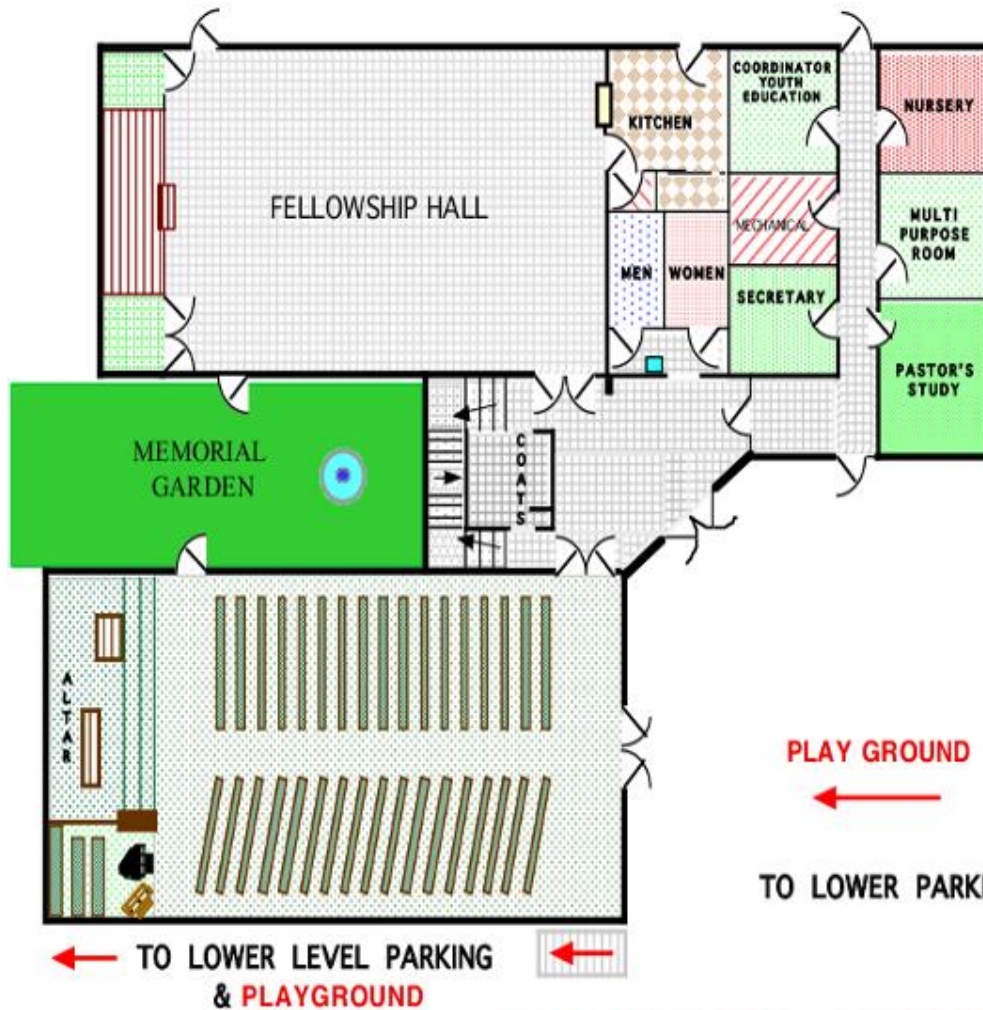 COORDINATOR
YOUTH
EDUCATION
NURSERY
KITCHEN
FELLOWSHIP HALL
MULTI
PURPOSE
ROOM
MECHANICAL
MEN
WOMEN
SECRETARY
PASTOR'S
STUDY
MEMORIAL
GARDEN
COATS
ALTAR
PLAY GROUND
TO LOWER
TO LOWER LEVEL PARKING
& PLAYGROUND